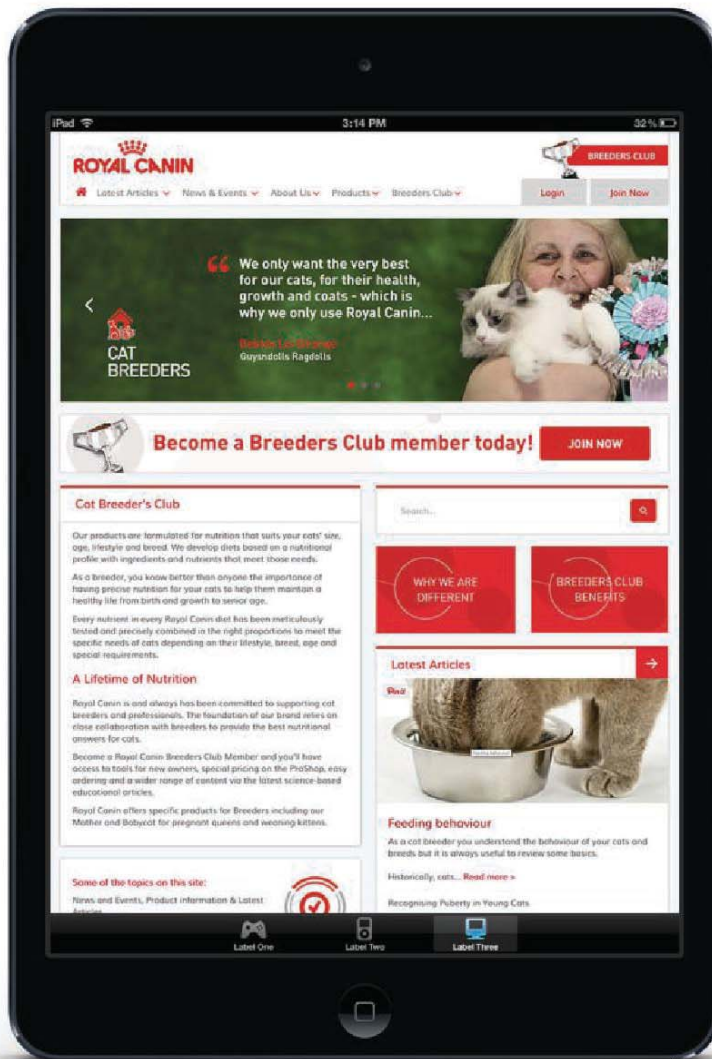 iPad
3:14 PM
32%
ROYAL CANIN
BREEDERS CLUB
Latest Articles
News & Events
About Us
Products
Breeders Club
Login
Join Now
We only want the very best
for our cats, for their health,
growth and coats - which is
why we only use Royal Canin...
Guysndolls Ragdolls
CAT
BREEDERS
Become a Breeders Club member today!
JOIN NOW
Cat Breeder's Club
Our products are formulated for nutrition that suits your cats' size,
age, lifestyle and breed. We develop diets based on a nutritional
profile with ingredients and nutrients that meet those needs.
As a breeder, you know better than anyone the importance of
having precise nutrition for your cats to help them maintain a
healthy life from birth and growth to senior age.
Every nutrient in every Royal Canin diet has been meticulously
tested and precisely combined in the right proportions to meet the
specific needs of cats depending on their lifestyle, breed, age and
special requirements.
A Lifetime of Nutrition
Royal Canin is and always has been committed to supporting cat
breeders and professionals. The foundation of our brand relies on
close collaboration with breeders to provide the best nutritional
answers for cats.
Become a Royal Canin Breeders Club Member and you'll have
access to tools for new owners, special pricing on the ProShop, easy
ordering and a wider range of content via the latest science-based
educational articles.
Royal Canin offers specific products for Breeders including our
Mother and Babycat for pregnant queens and weaning kittens.
Some of the topics on this site:
News and Events, Product information & Latest
Articles
Search...
WHY WE ARE
DIFFERENT
BREEDERS CLUB
BENEFITS
Latest Articles
Pin it
Feeding behaviour
As a cat breeder you understand the behaviour of your cats and
breeds but it is always useful to review some basics.
Historically, cats... Read more »
Recognising Puberty in Young Cats
Label One
Label Two
Label Three